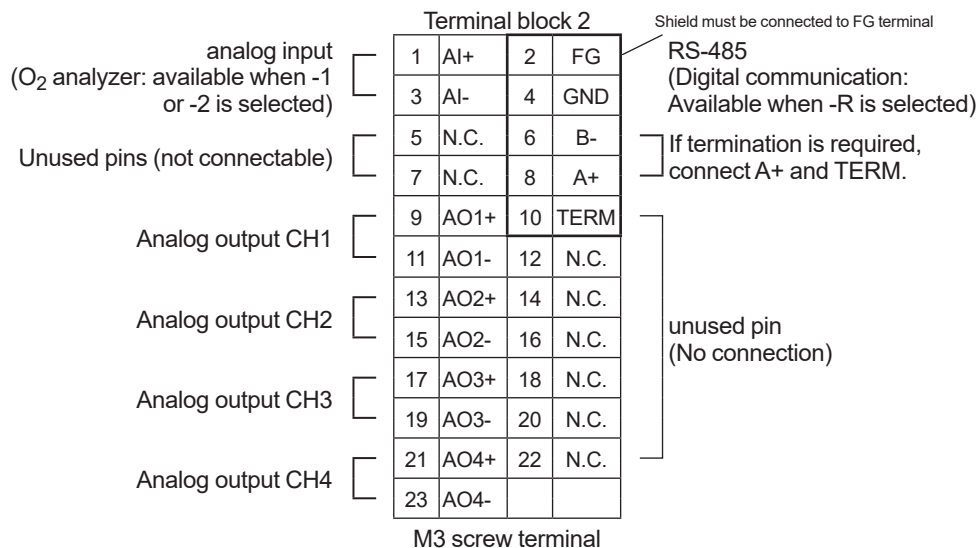 Terminal block 2
Shield must be connected to FG terminal
analog input
(O2 analyzer: available when -1
or -2 is selected)
1 AI+ 2 FG
RS-485
(Digital communication:
Available when -R is selected)
3 AI- 4 GND
Unused pins (not connectable)
5 N.C. 6 B-
If termination is required,
connect A+ and TERM.
7 N.C. 8 A+
Analog output CH1
9 AO1+ 10 TERM
11 AO1- 12 N.C.
Analog output CH2
13 AO2+ 14 N.C.
15 AO2- 16 N.C.
unused pin
(No connection)
Analog output CH3
17 AO3+ 18 N.C.
19 AO3- 20 N.C.
Analog output CH4
21 AO4+ 22 N.C.
23 AO4-
M3 screw terminal